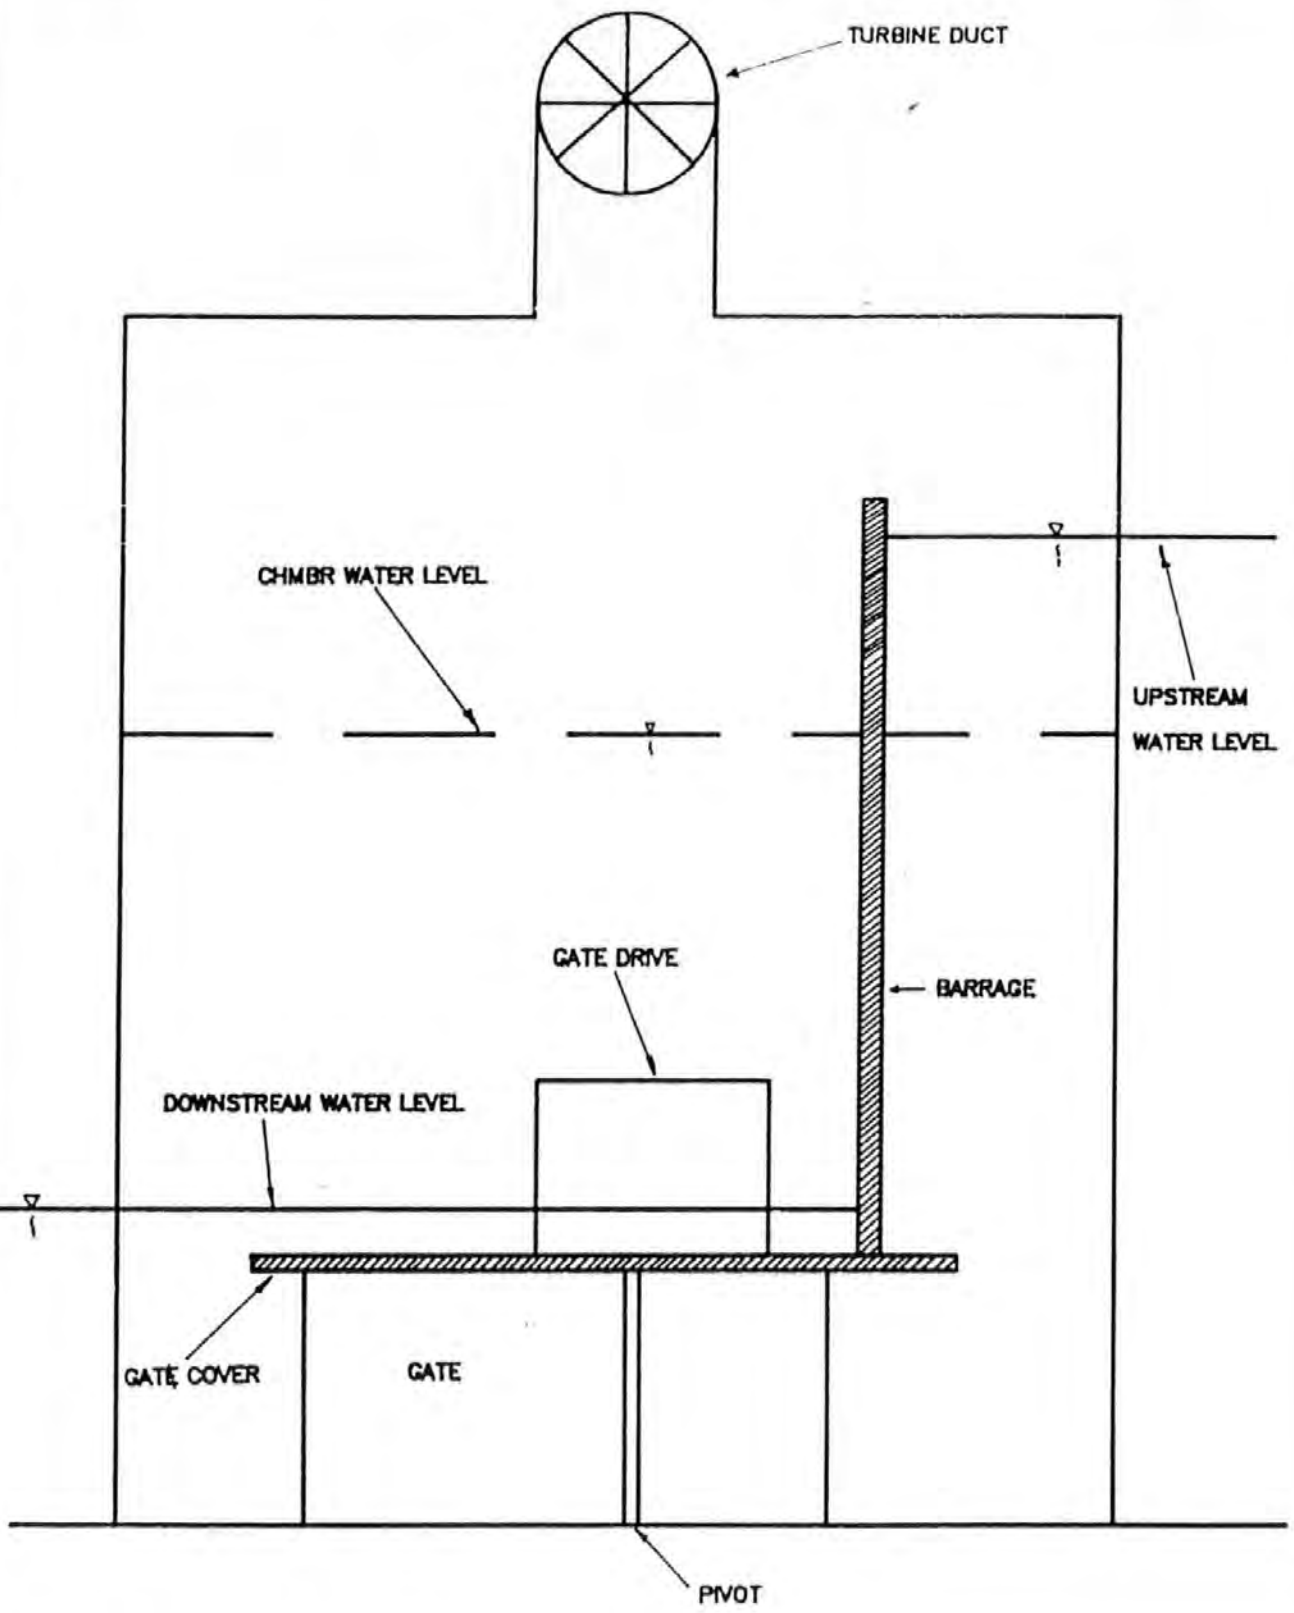 TURBINE DUCT
CHMBR WATER LEVEL
UPSTREAM
WATER LEVEL
GATE DRIVE
BARRAGE
DOWNSTREAM WATER LEVEL
GATE COVER
GATE
PIVOT